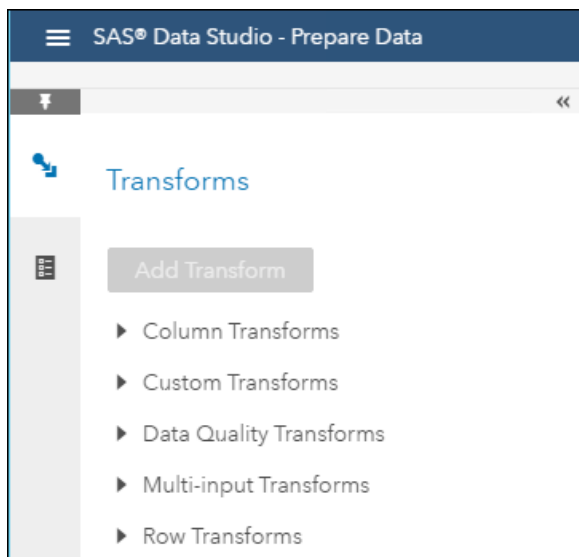 SAS® Data Studio - Prepare Data
Transforms
Add Transform
Column Transforms
Custom Transforms
Data Quality Transforms
Multi-input Transforms
Row Transforms